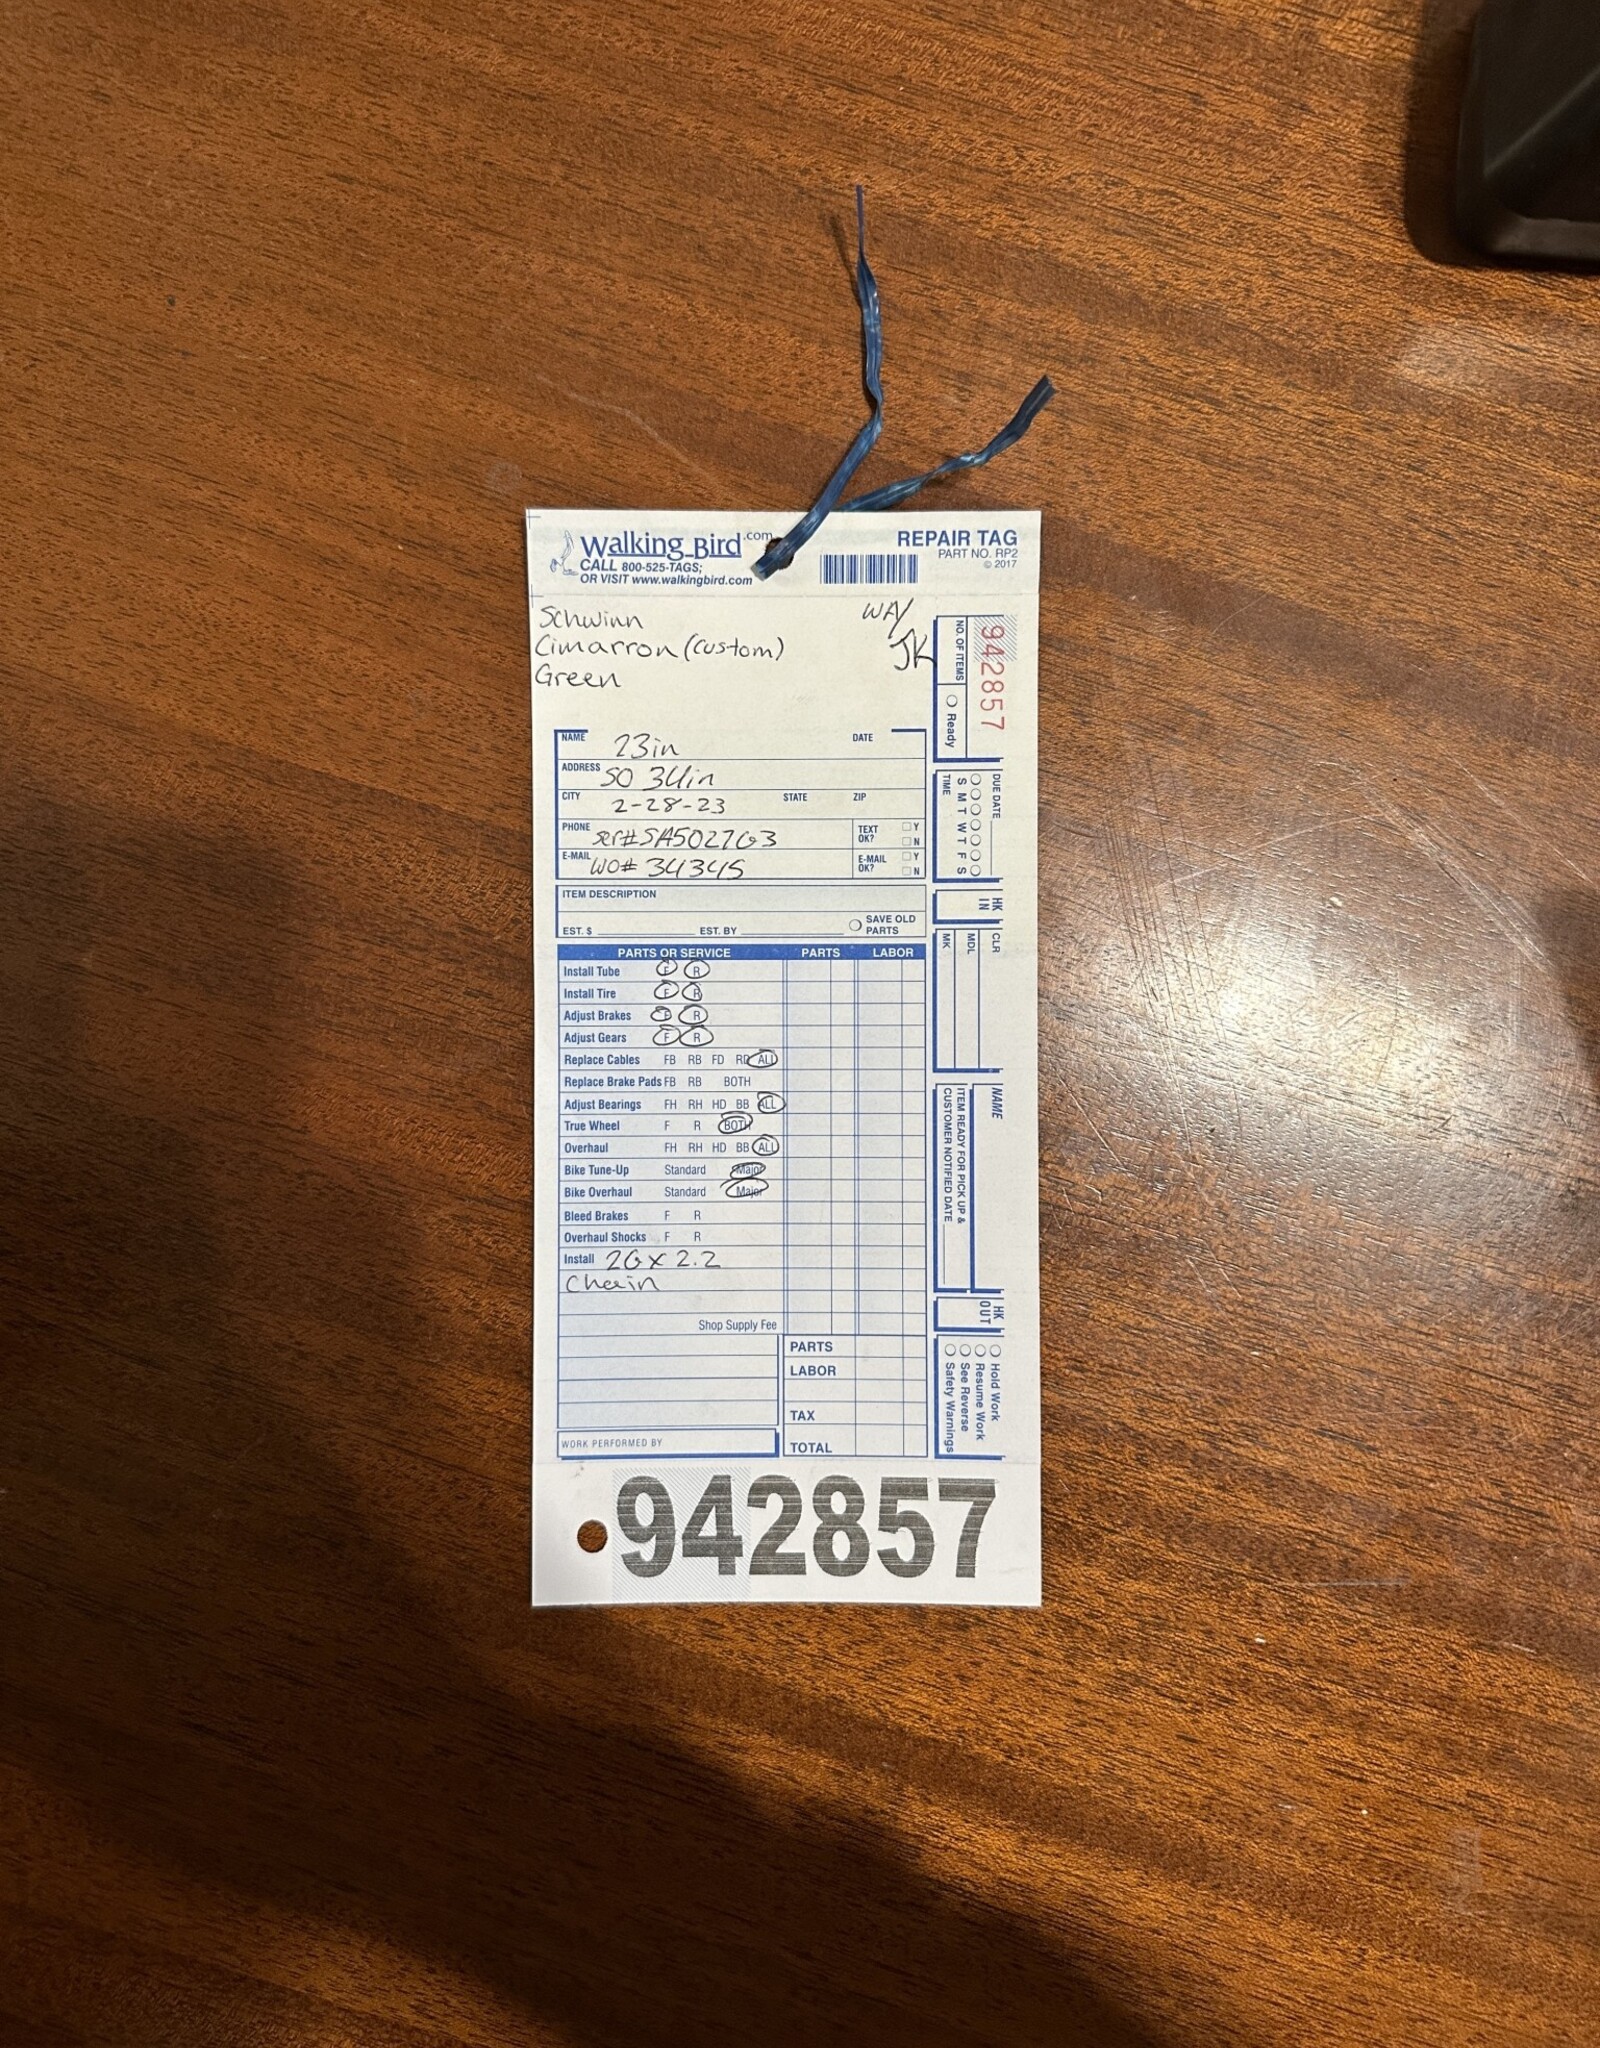 Walking Bird.com
CALL 800-525-TAGS;
OR VISIT www.walkingbird.com
REPAIR TAG
PART NO. RP2
© 2017
Schwinn
Cimarron (custom)
Green
WA/
JK
NAME 23in DATE
ADDRESS SO 34in
CITY 2-28-23 STATE ZIP
PHONE ser# SA502763 TEXT OK? Y N
E-MAIL WO# 34345 E-MAIL OK? Y N
ITEM DESCRIPTION
EST. $ EST. BY SAVE OLD PARTS
PARTS OR SERVICE PARTS LABOR
Install Tube F R
Install Tire F R
Adjust Brakes F R
Adjust Gears F R
Replace Cables FB RB FD RD ALL
Replace Brake Pads FB RB BOTH
Adjust Bearings FH RH HD BB ALL
True Wheel F R BOTH
Overhaul FH RH HD BB ALL
Bike Tune-Up Standard Major
Bike Overhaul Standard Major
Bleed Brakes F R
Overhaul Shocks F R
Install 26 x 2.2
Chain
Shop Supply Fee
PARTS
LABOR
TAX
WORK PERFORMED BY
TOTAL
942857
942857
NO. OF ITEMS
Ready
DUE DATE
S M T W T F S
TIME
HK IN
CLR
MDL
MK
NAME
ITEM READY FOR PICK UP &
CUSTOMER NOTIFIED DATE
HK OUT
Hold Work
Resume Work
See Reverse
Safety Warnings